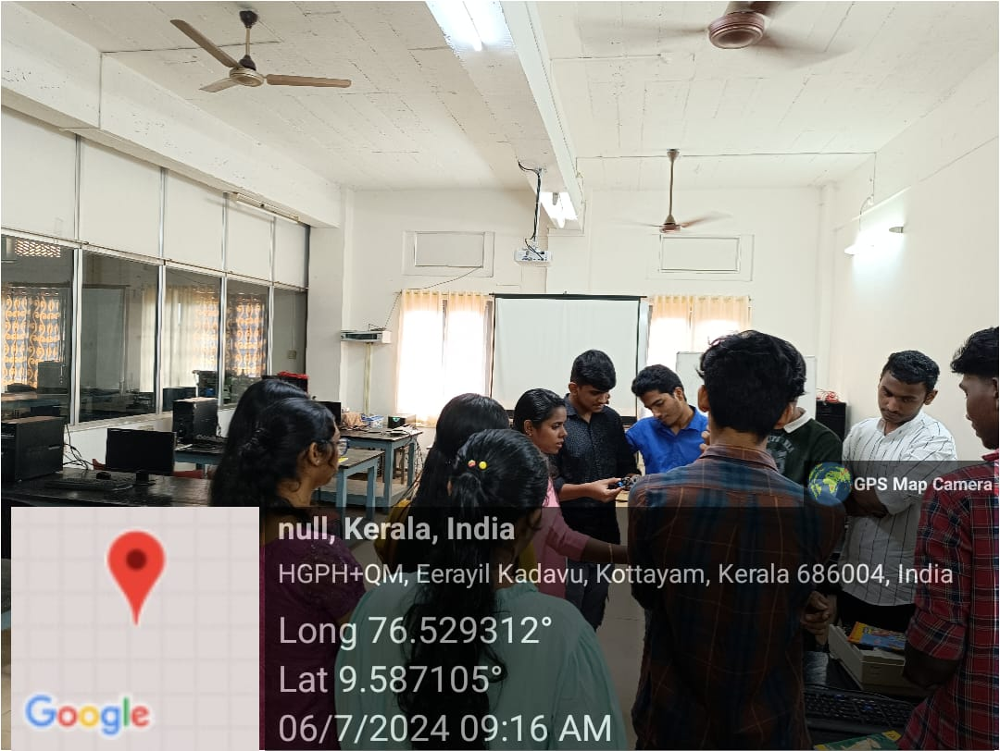 GPS Map Camera
null, Kerala, India
HGPH+QM, Eerayil Kadavu, Kottayam, Kerala 686004, India
Long 76.529312°
Lat 9.587105°
06/7/2024 09:16 AM
Google